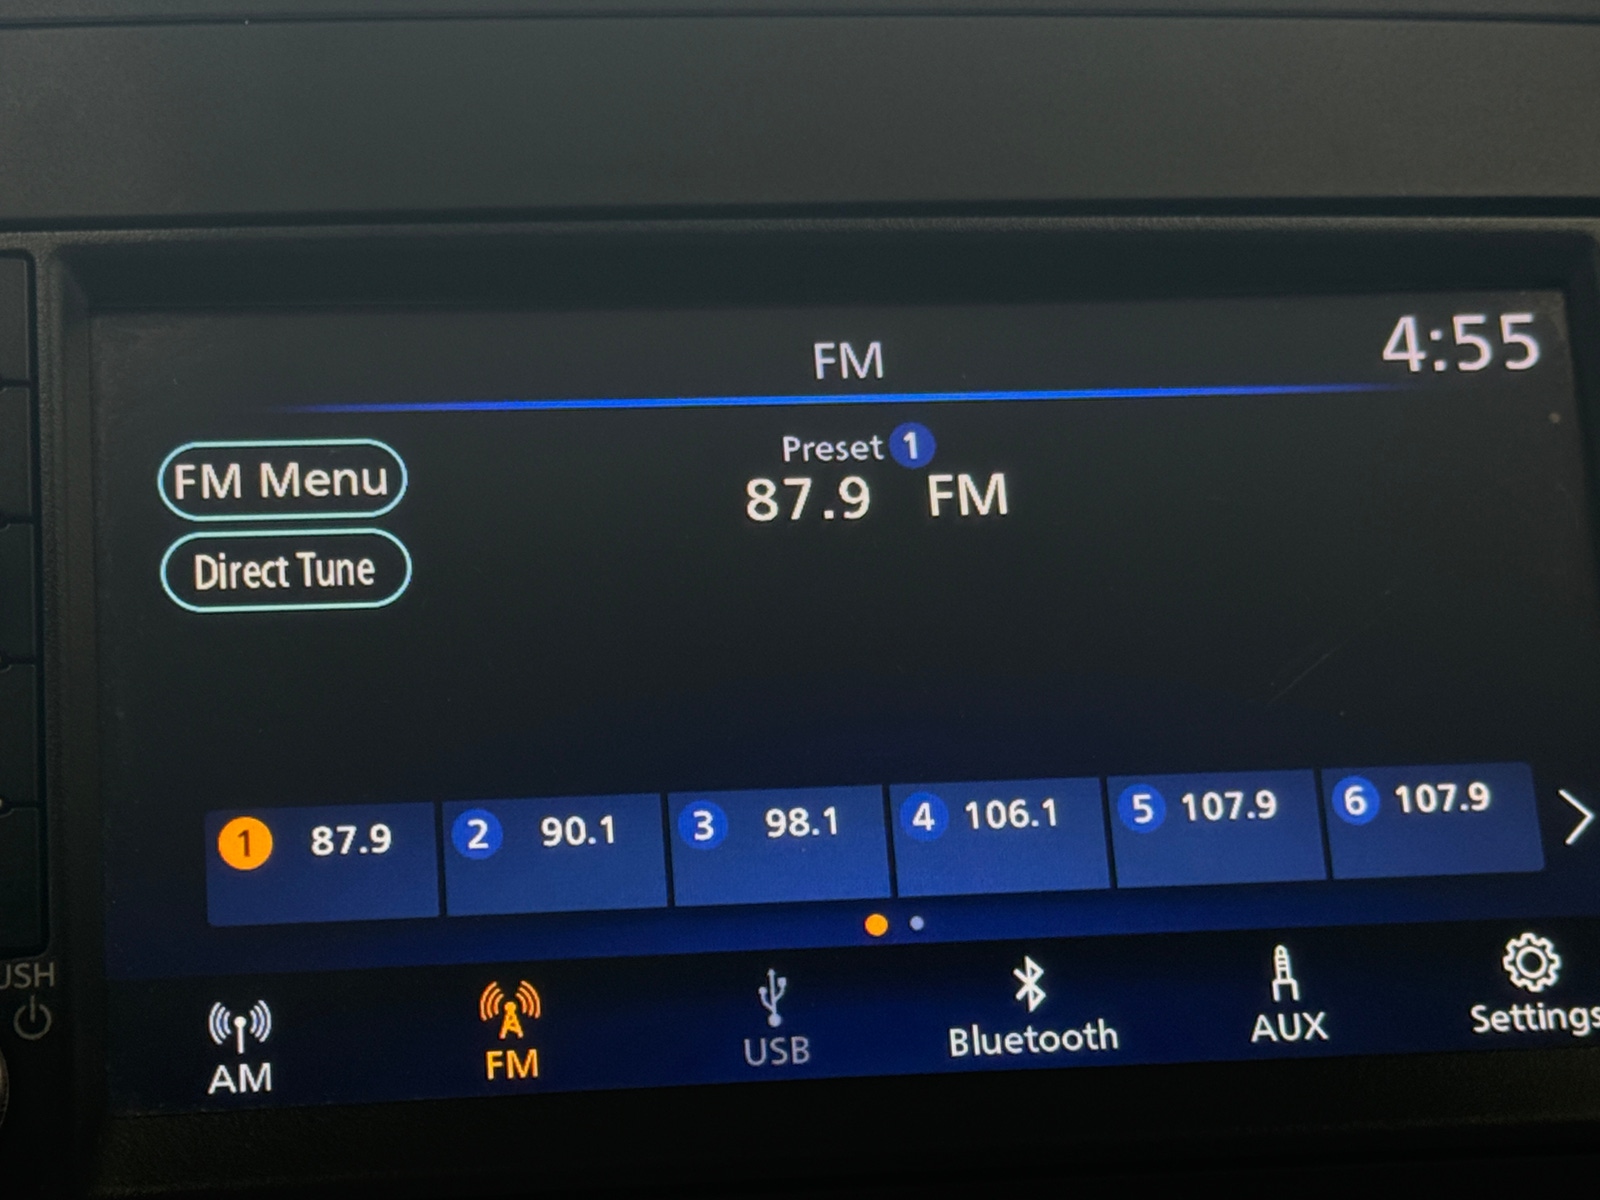 FM
4:55
Preset 1
87.9 FM
FM Menu
Direct Tune
1 87.9
2 90.1
3 98.1
4 106.1
5 107.9
6 107.9
USH
AM
FM
USB
Bluetooth
AUX
Settings